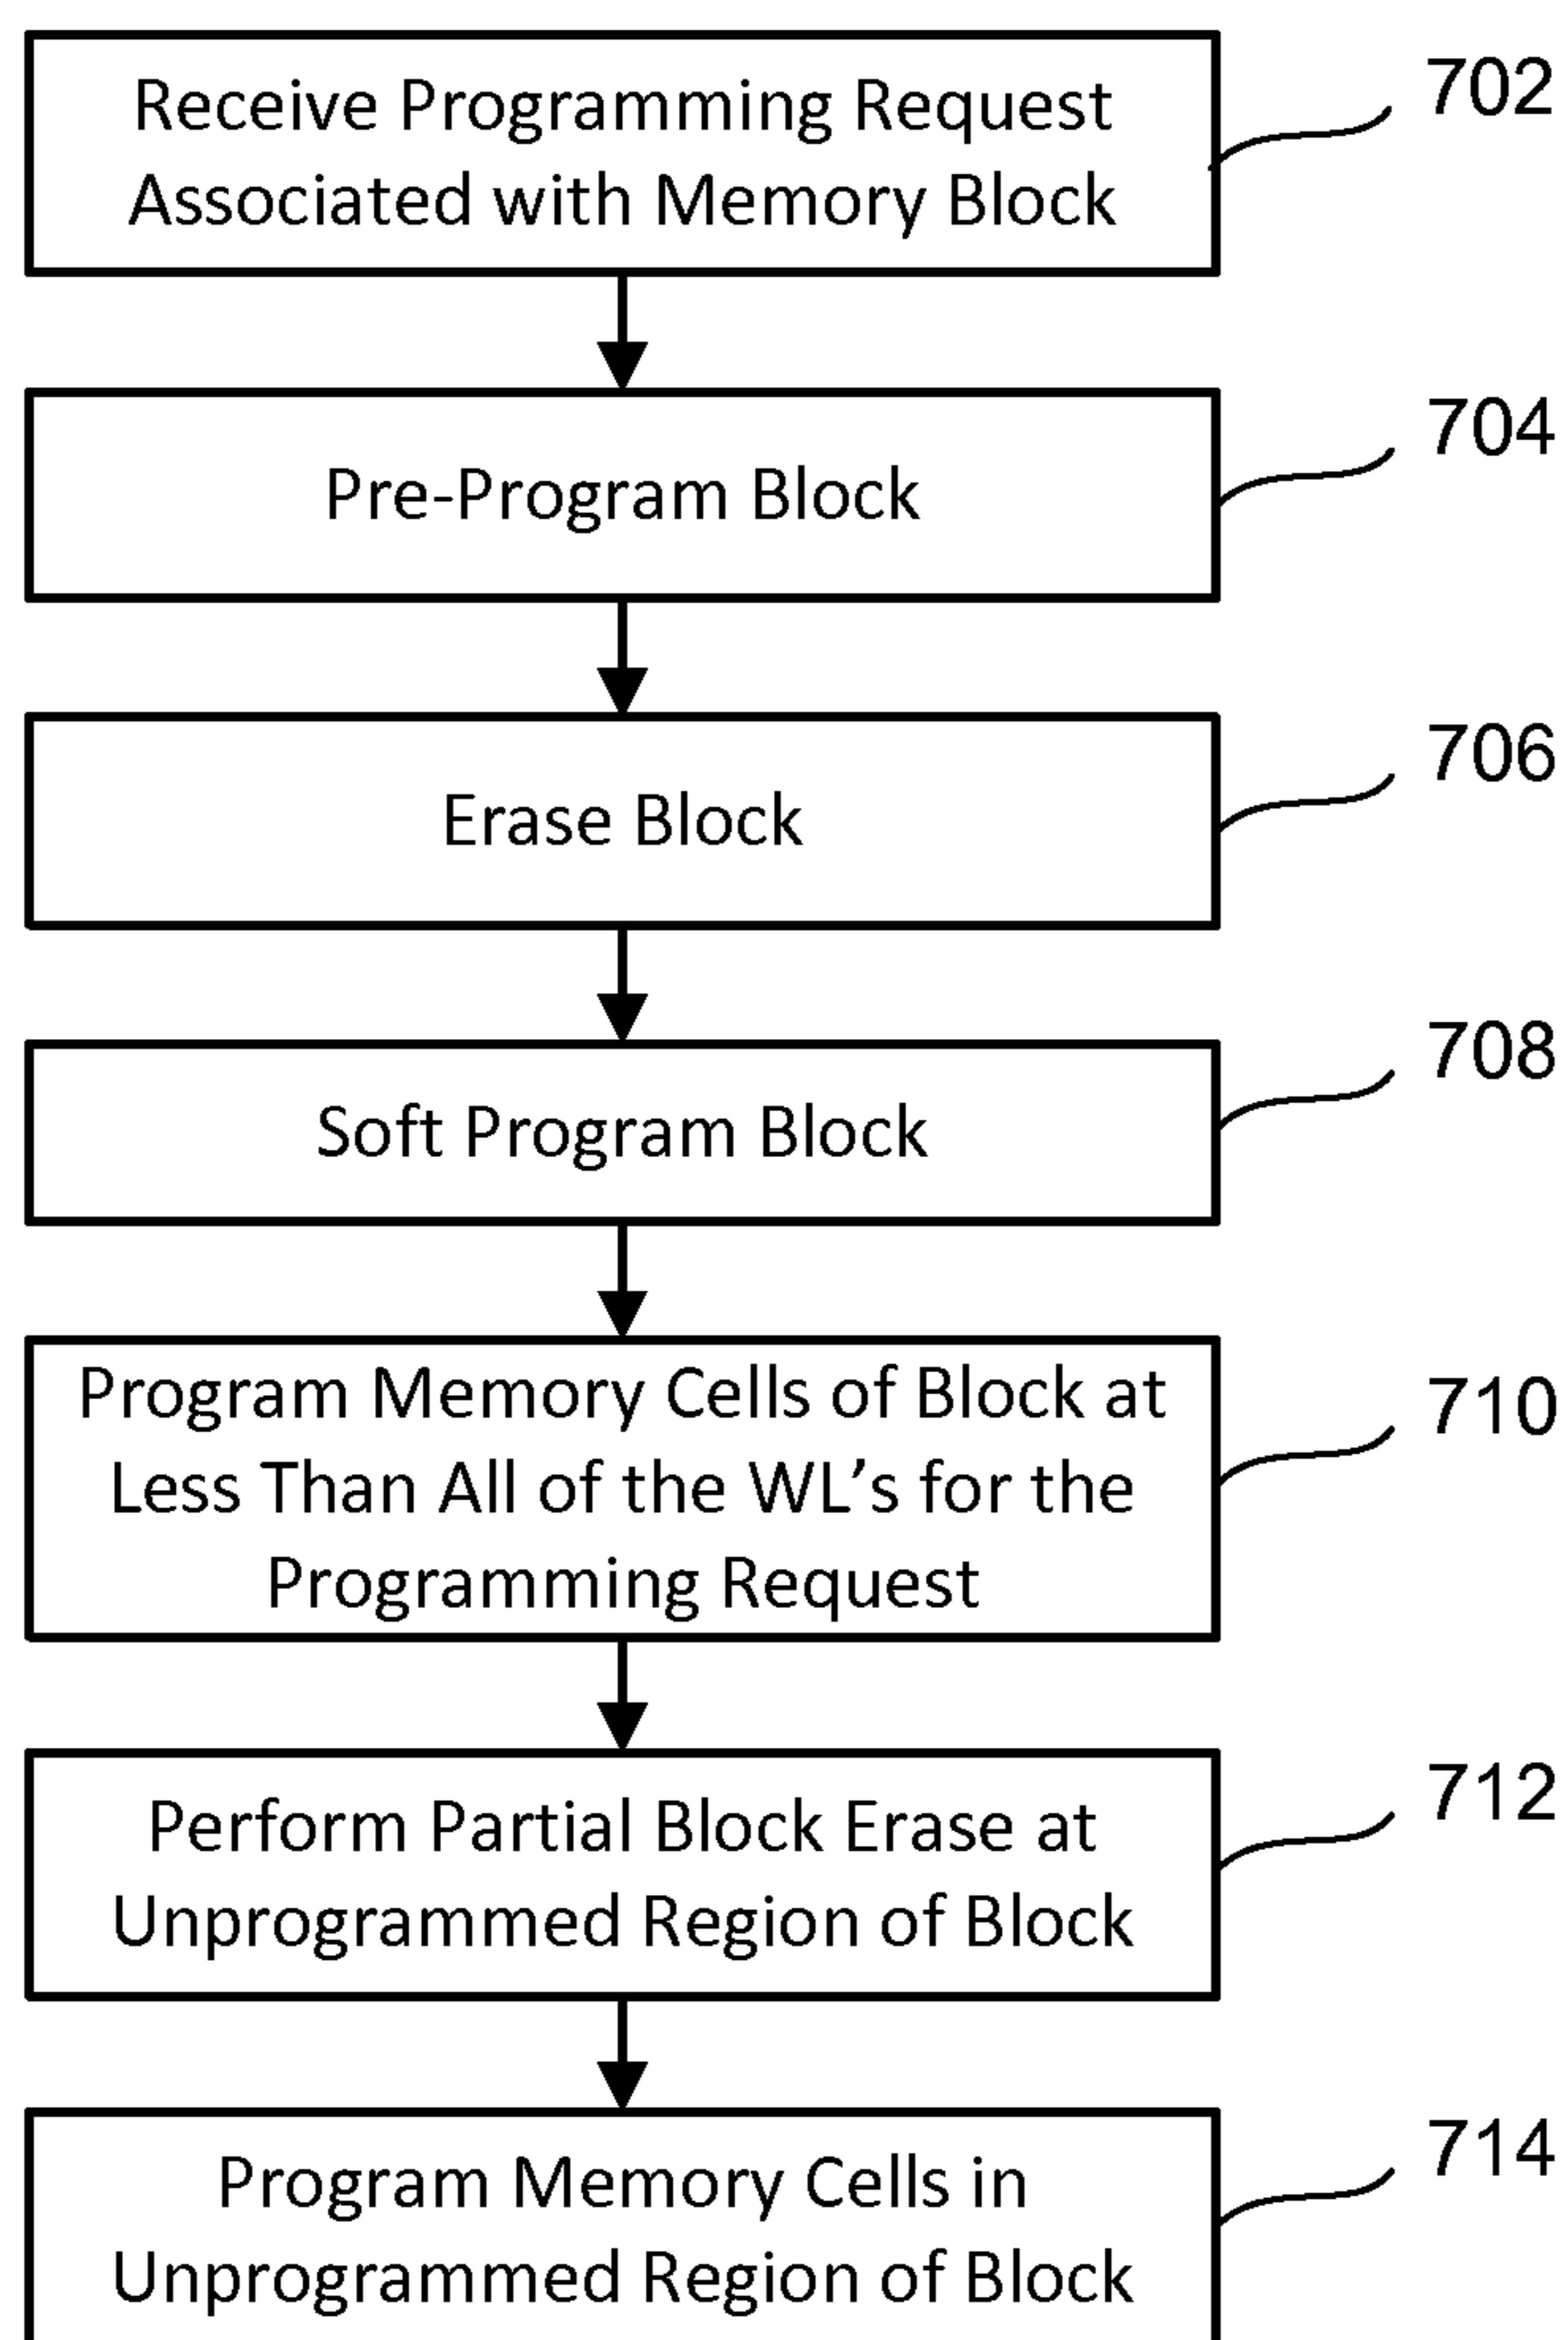 Receive Programming Request
Associated with Memory Block
702
Pre-Program Block
704
Erase Block
706
Soft Program Block
708
Program Memory Cells of Block at
Less Than All of the WL’s for the
Programming Request
710
Perform Partial Block Erase at
Unprogrammed Region of Block
712
Program Memory Cells in
Unprogrammed Region of Block
714